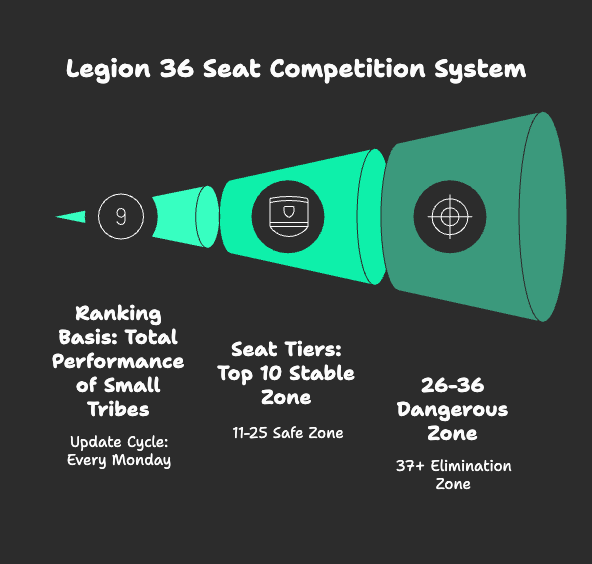 Legion 36 Seat Competition System
9
Ranking
Basis: Total
Performance
of Small
Tribes
Update Cycle:
Every Monday
Seat Tiers:
Top 10 Stable
Zone
11-25 Safe Zone
26-36
Dangerous
Zone
37+ Elimination
Zone